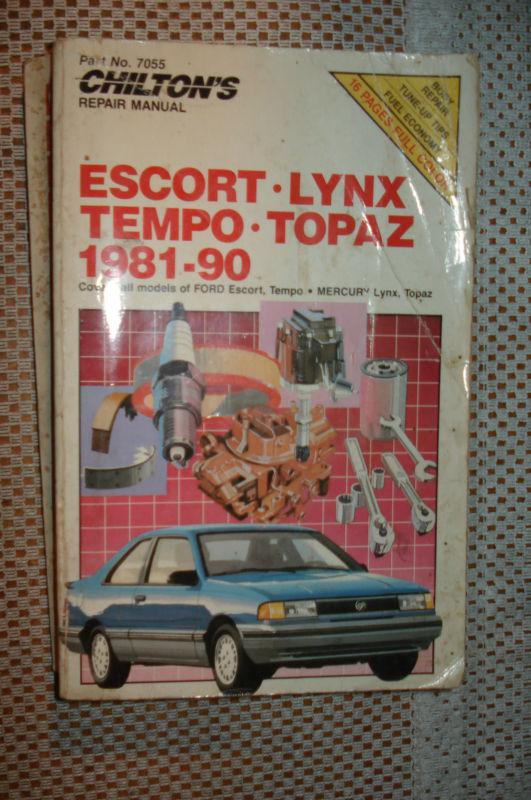 Part No. 7055
CHILTON'S
REPAIR MANUAL
BODY
REPAIR
TUNE-UP TIPS
FUEL ECONOMY
16 PAGES FULL COLOR
ESCORT • LYNX
TEMPO • TOPAZ
1981-90
Covers all models of FORD Escort, Tempo • MERCURY Lynx, Topaz